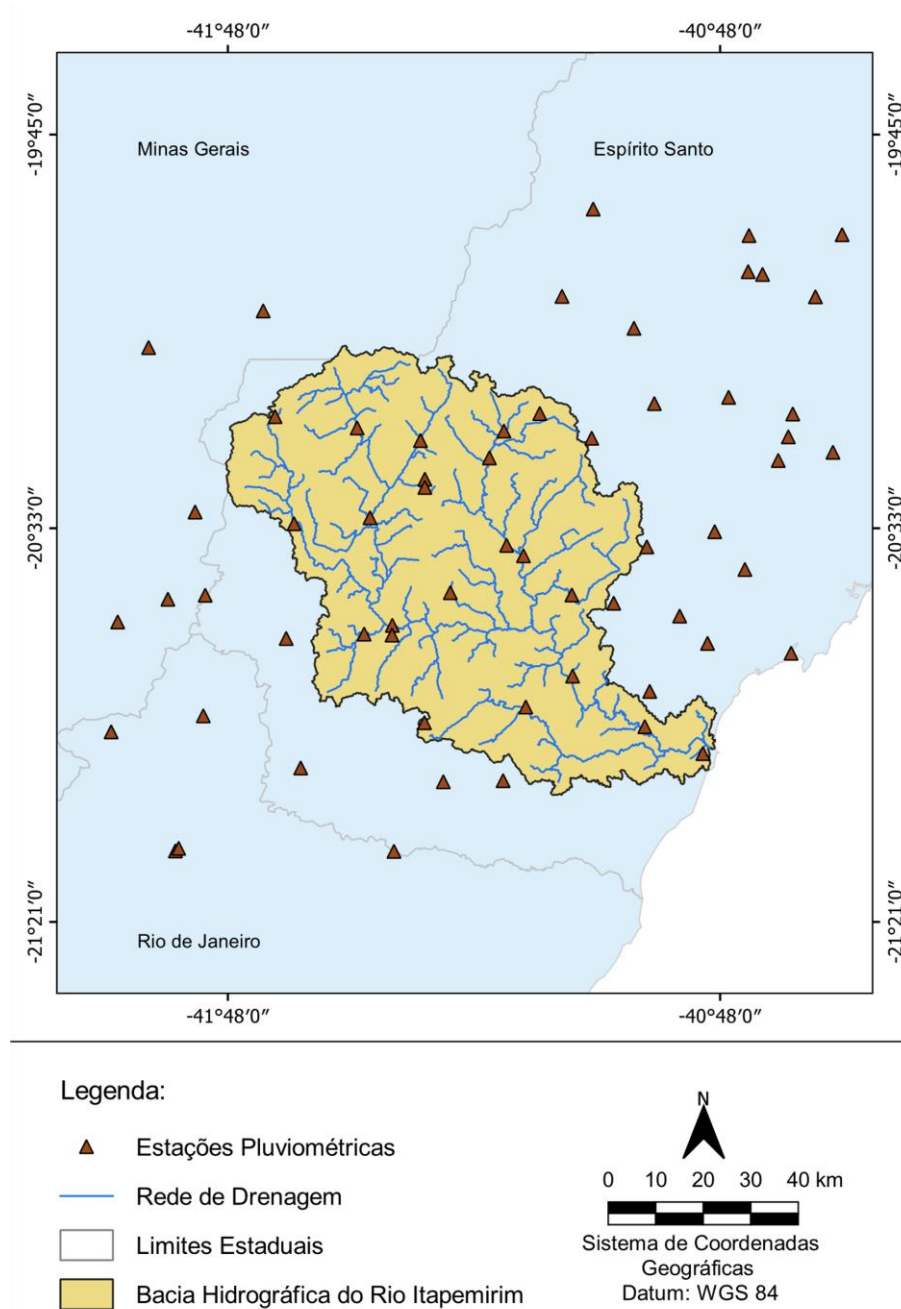 -41°48′0″ -40°48′0″
-19°45′0″ -19°45′0″
Minas Gerais Espírito Santo
-20°33′0″ -20°33′0″
-21°21′0″ -21°21′0″
Rio de Janeiro
-41°48′0″ -40°48′0″
Legenda:
Estações Pluviométricas
Rede de Drenagem
Limites Estaduais
Bacia Hidrográfica do Rio Itapemirim
N
0 10 20 30 40 km
Sistema de Coordenadas
Geográficas
Datum: WGS 84